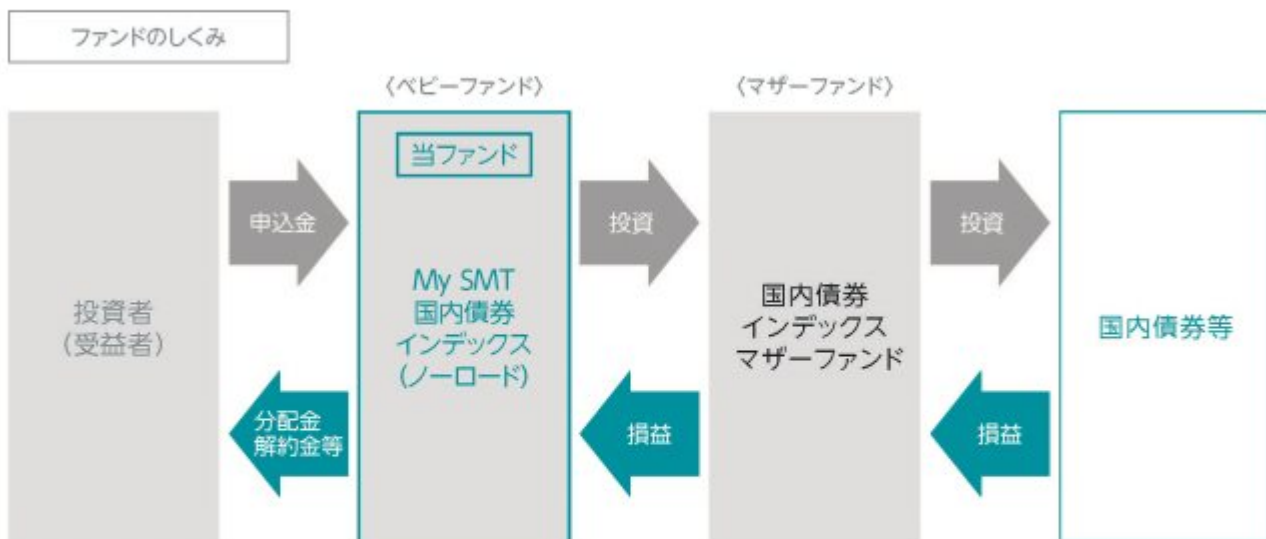 ファンドのしくみ
〈ベビーファンド〉
〈マザーファンド〉
投資者
(受益者)
申込金
分配金
解約金等
当ファンド
My SMT
国内債券
インデックス
(ノーロード)
投資
損益
国内債券
インデックス
マザーファンド
投資
損益
国内債券等